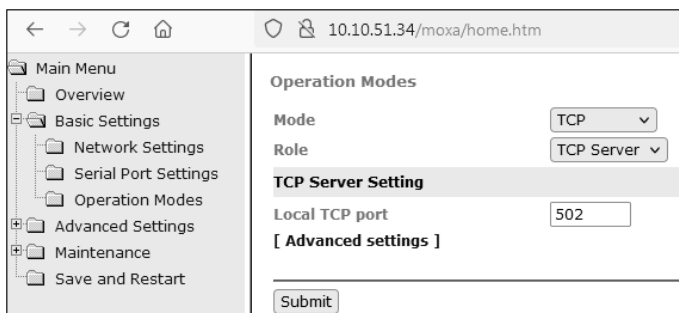 10.10.51.34/moxa/home.htm
Main Menu
Overview
Basic Settings
Network Settings
Serial Port Settings
Operation Modes
Advanced Settings
Maintenance
Save and Restart
Operation Modes
Mode TCP
Role TCP Server
TCP Server Setting
Local TCP port 502
[ Advanced settings ]
Submit